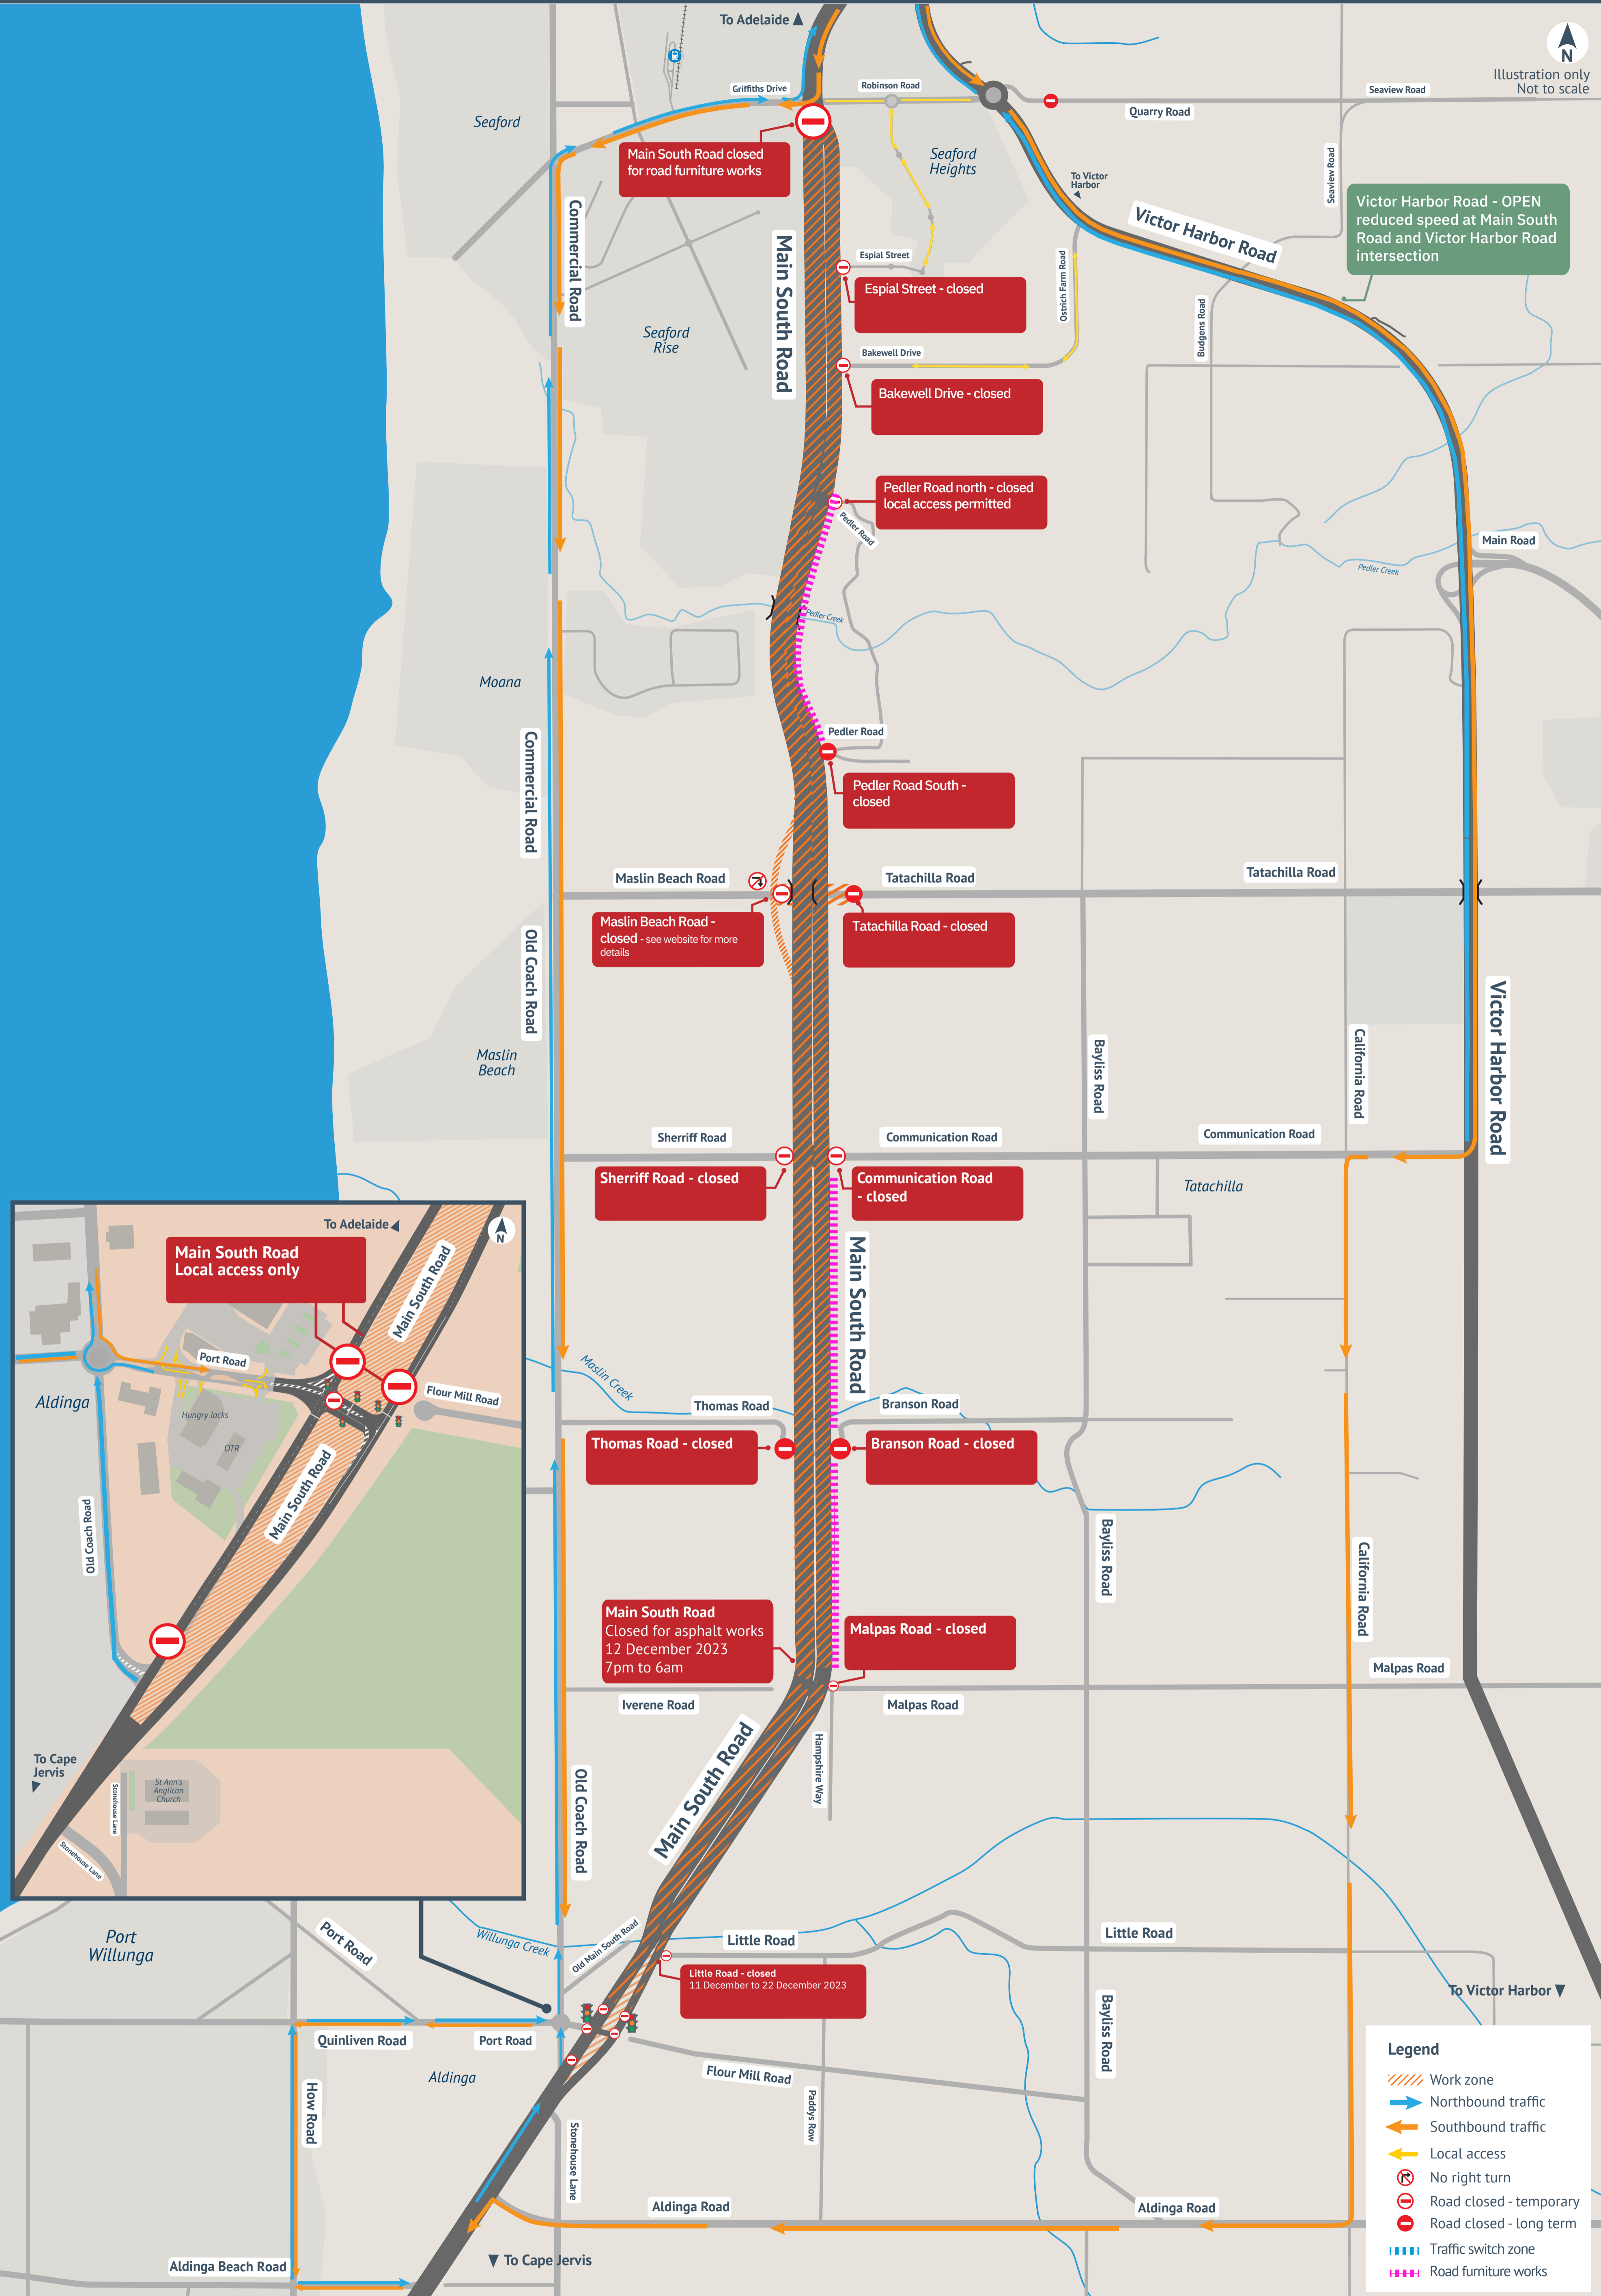 To Adelaide
N
Illustration only
Not to scale
Griffiths Drive
Robinson Road
Seaview Road
Quarry Road
Seaford
Main South Road closed
for road furniture works
Seaford
Heights
Seaview Road
To Victor
Harbor
Victor Harbor Road
Victor Harbor Road - OPEN
reduced speed at Main South
Road and Victor Harbor Road
intersection
Commercial Road
Main South Road
Espial Street
Espial Street - closed
Ostrich Farm Road
Budgens Road
Seaford
Rise
Bakewell Drive
Bakewell Drive - closed
Pedler Road north - closed
local access permitted
Pedler Road
Main Road
Pedler Creek
Pedler Creek
Moana
Commercial Road
Pedler Road
Pedler Road South -
closed
Maslin Beach Road
Tatachilla Road
Tatachilla Road
Maslin Beach Road -
closed - see website for more
details
Tatachilla Road - closed
Old Coach Road
Maslin
Beach
Bayliss Road
California Road
Victor Harbor Road
Sherriff Road
Communication Road
Communication Road
Sherriff Road - closed
Communication Road
- closed
Tatachilla
To Adelaide
N
Main South Road
Local access only
Main South Road
Port Road
Flour Mill Road
Aldinga
Hungry Jacks
OTR
Main South Road
Old Coach Road
To Cape
Jervis
St Ann's
Anglican
Church
Stonehouse Lane
Stonehouse Lane
Main South Road
Maslin Creek
Thomas Road
Branson Road
Thomas Road - closed
Branson Road - closed
Bayliss Road
California Road
Main South Road
Closed for asphalt works
12 December 2023
7pm to 6am
Malpas Road - closed
Malpas Road
Iverene Road
Malpas Road
Main South Road
Hampshire Way
Old Coach Road
Port
Willunga
Port Road
Willunga Creek
Old Main South Road
Little Road
Little Road
Little Road - closed
11 December to 22 December 2023
To Victor Harbor
Quinliven Road
Port Road
Aldinga
Flour Mill Road
Bayliss Road
How Road
Paddys Row
Stonehouse Lane
Aldinga Road
Aldinga Road
To Cape Jervis
Aldinga Beach Road
Legend
Work zone
Northbound traffic
Southbound traffic
Local access
No right turn
Road closed - temporary
Road closed - long term
Traffic switch zone
Road furniture works